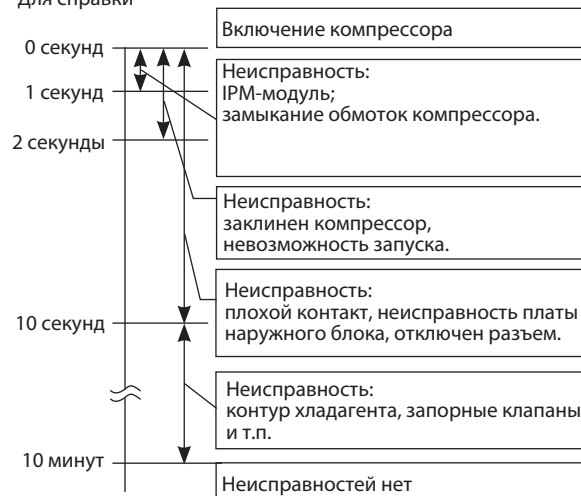 Для справки
Включение компрессора
0 секунд
Неисправность:
IPM-модуль;
замыкание обмоток компрессора.
1 секунд
2 секунды
Неисправность:
заклинен компрессор,
невозможность запуска.
Неисправность:
плохой контакт, неисправность платы
наружного блока, отключен разъем.
10 секунд
Неисправность:
контур хладагента, запорные клапаны
и т.п.
10 минут
Неисправностей нет